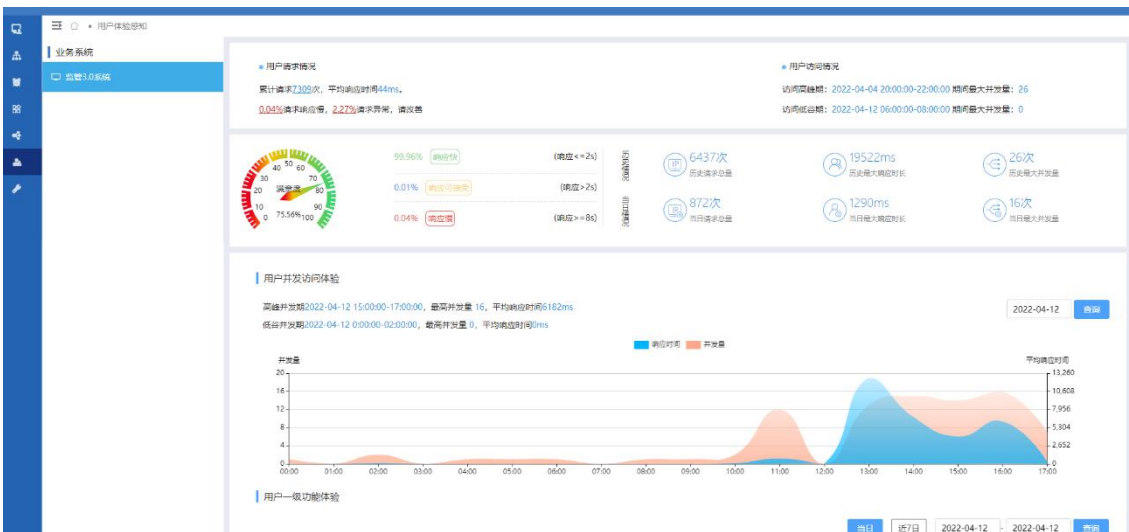 用户体验感知
业务系统
监管3.0系统
用户请求情况
累计请求7309次，平均响应时间44ms。
0.04%请求响应慢，2.27%请求异常，请改善
用户访问情况
访问高峰期：2022-04-04 20:00:00-22:00:00 期间最大并发量：26
访问低谷期：2022-04-12 06:00:00-08:00:00 期间最大并发量：0
0 10 20 30 40 50 60 70 80 90 100
满意度
75.56%
99.96% 响应快 (响应<=2s)
0.01% 响应可接受 (响应>2s)
0.04% 响应慢 (响应>=8s)
历史情况
6437次
历史请求总量
19522ms
历史最大响应时长
26次
历史最大并发量
当日情况
872次
当日请求总量
1290ms
当日最大响应时长
16次
当日最大并发量
用户并发访问体验
高峰并发期2022-04-12 15:00:00-17:00:00，最高并发量 16，平均响应时间6182ms
低谷并发期2022-04-12 0:00:00-02:00:00，最高并发量 0，平均响应时间0ms
2022-04-12 查询
响应时间 并发量
并发量 平均响应时间
20 13,260
16 10,608
12 7,956
8 5,304
4 2,652
0 0
00:00 01:00 02:00 03:00 04:00 05:00 06:00 07:00 08:00 09:00 10:00 11:00 12:00 13:00 14:00 15:00 16:00 17:00
用户一级功能体验
当日 近7日 2022-04-12 - 2022-04-12 查询